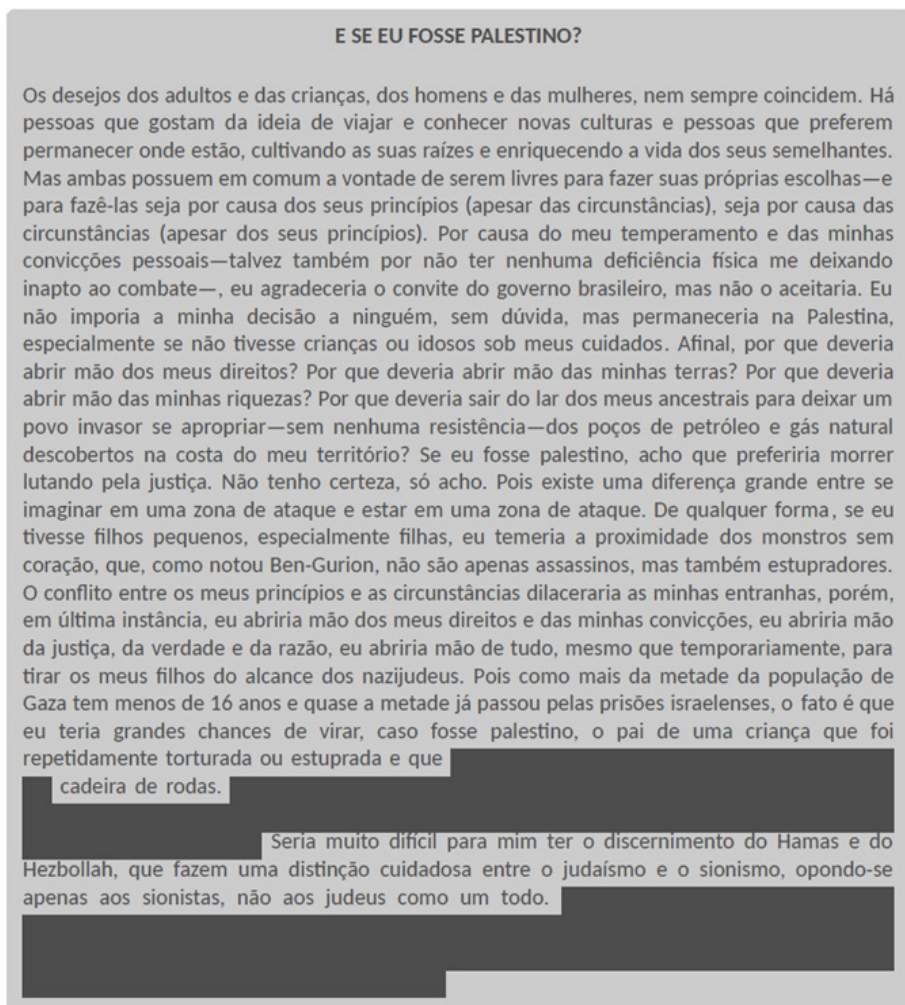 E SE EU FOSSE PALESTINO?
Os desejos dos adultos e das crianças, dos homens e das mulheres, nem sempre coincidem. Há
pessoas que gostam da ideia de viajar e conhecer novas culturas e pessoas que preferem
permanecer onde estão, cultivando as suas raízes e enriquecendo a vida dos seus semelhantes.
Mas ambas possuem em comum a vontade de serem livres para fazer suas próprias escolhas—e
para fazê-las seja por causa dos seus princípios (apesar das circunstâncias), seja por causa das
circunstâncias (apesar dos seus princípios). Por causa do meu temperamento e das minhas
convicções pessoais—talvez também por não ter nenhuma deficiência física me deixando
inapto ao combate—, eu agradeceria o convite do governo brasileiro, mas não o aceitaria. Eu
não imporia a minha decisão a ninguém, sem dúvida, mas permaneceria na Palestina,
especialmente se não tivesse crianças ou idosos sob meus cuidados. Afinal, por que deveria
abrir mão dos meus direitos? Por que deveria abrir mão das minhas terras? Por que deveria
abrir mão das minhas riquezas? Por que deveria sair do lar dos meus ancestrais para deixar um
povo invasor se apropriar—sem nenhuma resistência—dos poços de petróleo e gás natural
descobertos na costa do meu território? Se eu fosse palestino, acho que preferiria morrer
lutando pela justiça. Não tenho certeza, só acho. Pois existe uma diferença grande entre se
imaginar em uma zona de ataque e estar em uma zona de ataque. De qualquer forma, se eu
tivesse filhos pequenos, especialmente filhas, eu temeria a proximidade dos monstros sem
coração, que, como notou Ben-Gurion, não são apenas assassinos, mas também estupradores.
O conflito entre os meus princípios e as circunstâncias dilaceraria as minhas entranhas, porém,
em última instância, eu abriria mão dos meus direitos e das minhas convicções, eu abriria mão
da justiça, da verdade e da razão, eu abriria mão de tudo, mesmo que temporariamente, para
tirar os meus filhos do alcance dos nazijudeus. Pois como mais da metade da população de
Gaza tem menos de 16 anos e quase a metade já passou pelas prisões israelenses, o fato é que
eu teria grandes chances de virar, caso fosse palestino, o pai de uma criança que foi
repetidamente torturada ou estuprada e que
cadeira de rodas.
Seria muito difícil para mim ter o discernimento do Hamas e do
Hezbollah, que fazem uma distinção cuidadosa entre o judaísmo e o sionismo, opondo-se
apenas aos sionistas, não aos judeus como um todo.